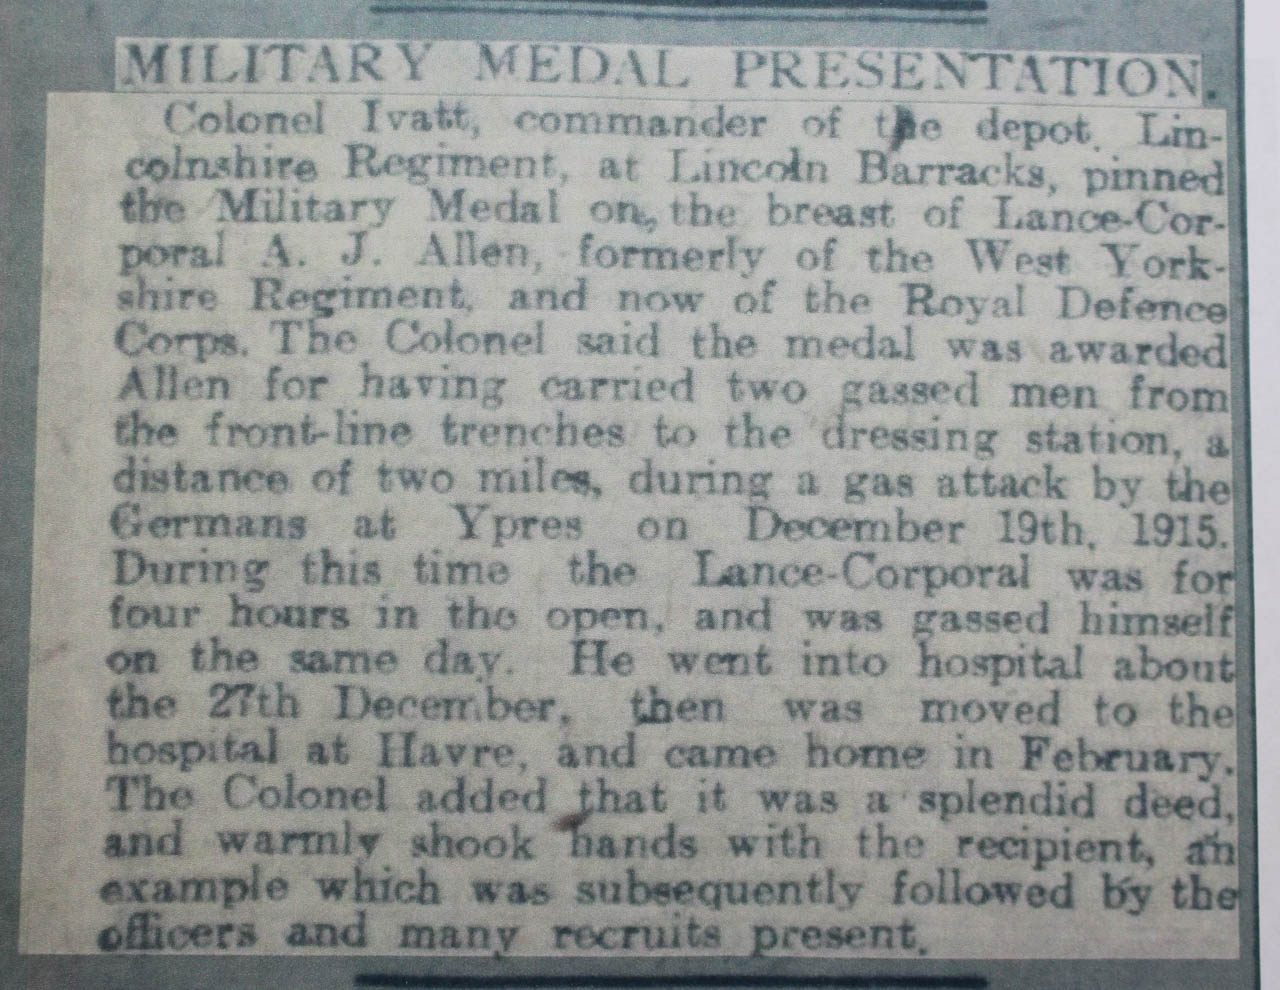 MILITARY MEDAL PRESENTATION.
Colonel Ivatt, commander of the depot, Lin-
colnshire Regiment, at Lincoln Barracks, pinned
the Military Medal on, the breast of Lance-Cor-
poral A. J. Allen, formerly of the West York-
shire Regiment, and now of the Royal Defence
Corps. The Colonel said the medal was awarded
Allen for having carried two gassed men from
the front-line trenches to the dressing station, a
distance of two miles, during a gas attack by the
Germans at Ypres on December 19th, 1915.
During this time the Lance-Corporal was for
four hours in the open, and was gassed himself
on the same day. He went into hospital about
the 27th December, then was moved to the
hospital at Havre, and came home in February.
The Colonel added that it was a splendid deed,
and warmly shook hands with the recipient, an
example which was subsequently followed by the
officers and many recruits present.